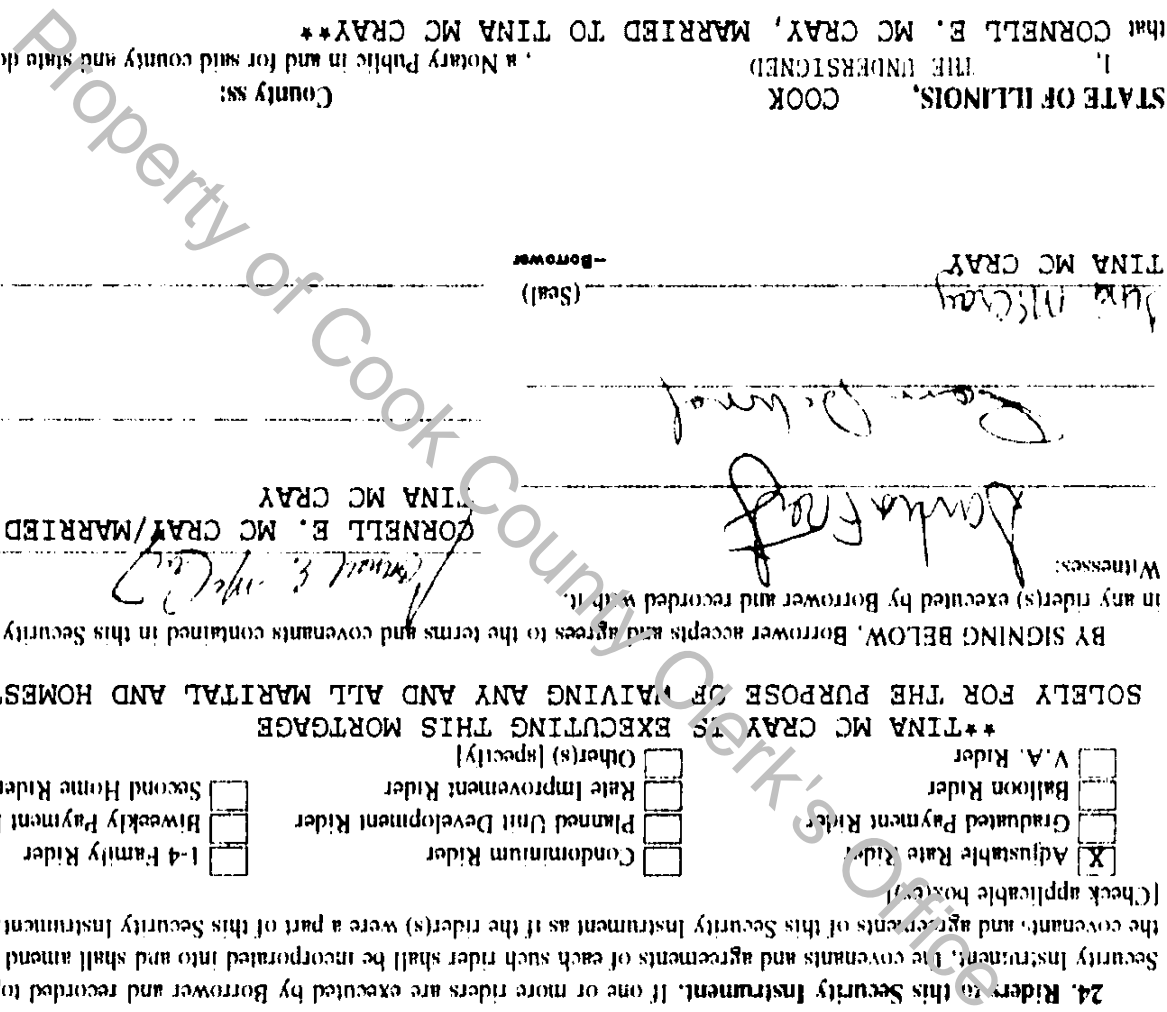 24. Riders to this Security Instrument. If one or more riders are executed by Borrower and recorded
Security Instrument, the covenants and agreements of each such rider shall be incorporated into and shall amend
the covenants and agreements of this Security Instrument as if the rider(s) were a part of this Security Instrument
[Check applicable box(es)]
X Adjustable Rate Rider Condominium Rider 1-4 Family Rider
Graduated Payment Rider Planned Unit Development Rider Biweekly Payment
Balloon Rider Rate Improvement Rider Second Home Rider
V.A. Rider Other(s) [specify]
**TINA MC CRAY IS EXECUTING THIS MORTGAGE
SOLELY FOR THE PURPOSE OF WAIVING ANY AND ALL MARITAL AND HOMES
BY SIGNING BELOW, Borrower accepts and agrees to the terms and covenants contained in this Security
in any rider(s) executed by Borrower and recorded with it.
Witnesses:
Cornell E. McCray
CORNELL E. MC CRAY/MARRIED
TINA MC CRAY
Tina McCray (Seal)
TINA MC CRAY -Borrower
STATE OF ILLINOIS, COOK County ss:
I, THE UNDERSIGNED , a Notary Public in and for said county and state
that CORNELL E. MC CRAY, MARRIED TO TINA MC CRAY**
Property of Cook County Clerk's Office